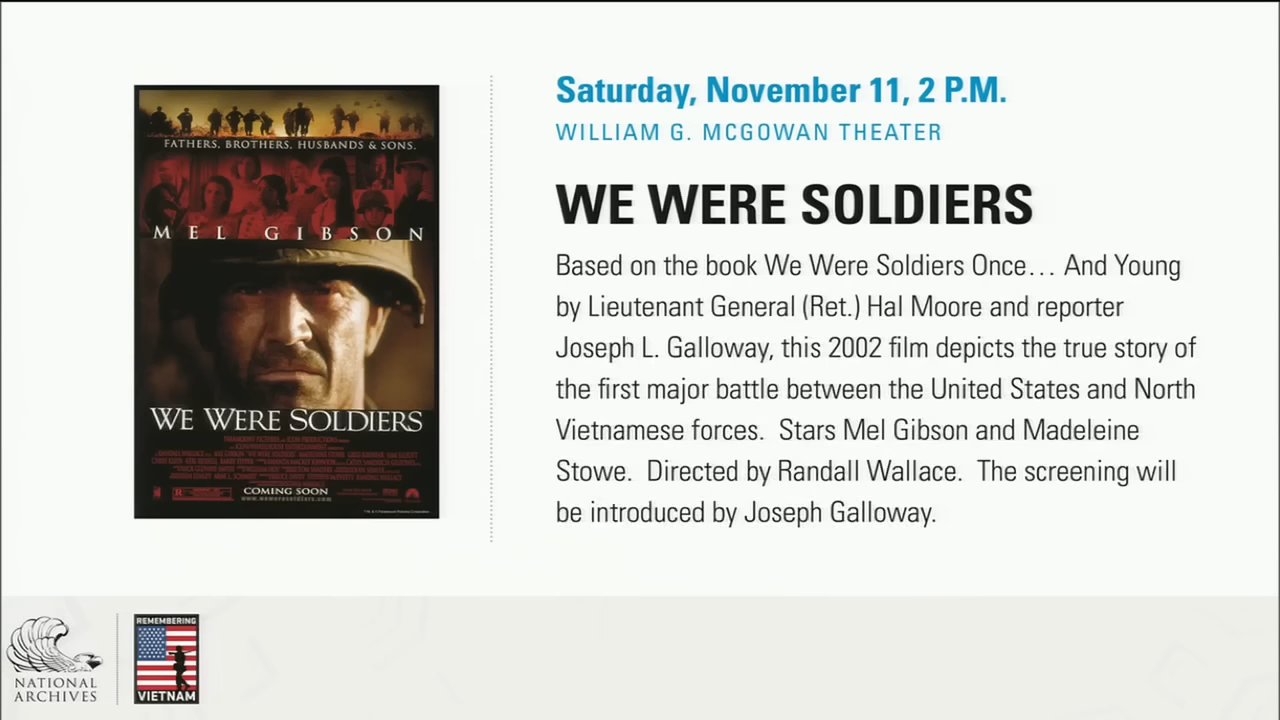 FATHERS, BROTHERS, HUSBANDS & SONS.
MEL GIBSON
WE WERE SOLDIERS
COMING SOON
www.weweresoldiers.com
Saturday, November 11, 2 P.M.
WILLIAM G. MCGOWAN THEATER
WE WERE SOLDIERS
Based on the book We Were Soldiers Once… And Young
by Lieutenant General (Ret.) Hal Moore and reporter
Joseph L. Galloway, this 2002 film depicts the true story of
the first major battle between the United States and North
Vietnamese forces.  Stars Mel Gibson and Madeleine
Stowe.  Directed by Randall Wallace.  The screening will
be introduced by Joseph Galloway.
NATIONAL
ARCHIVES
REMEMBERING
VIETNAM